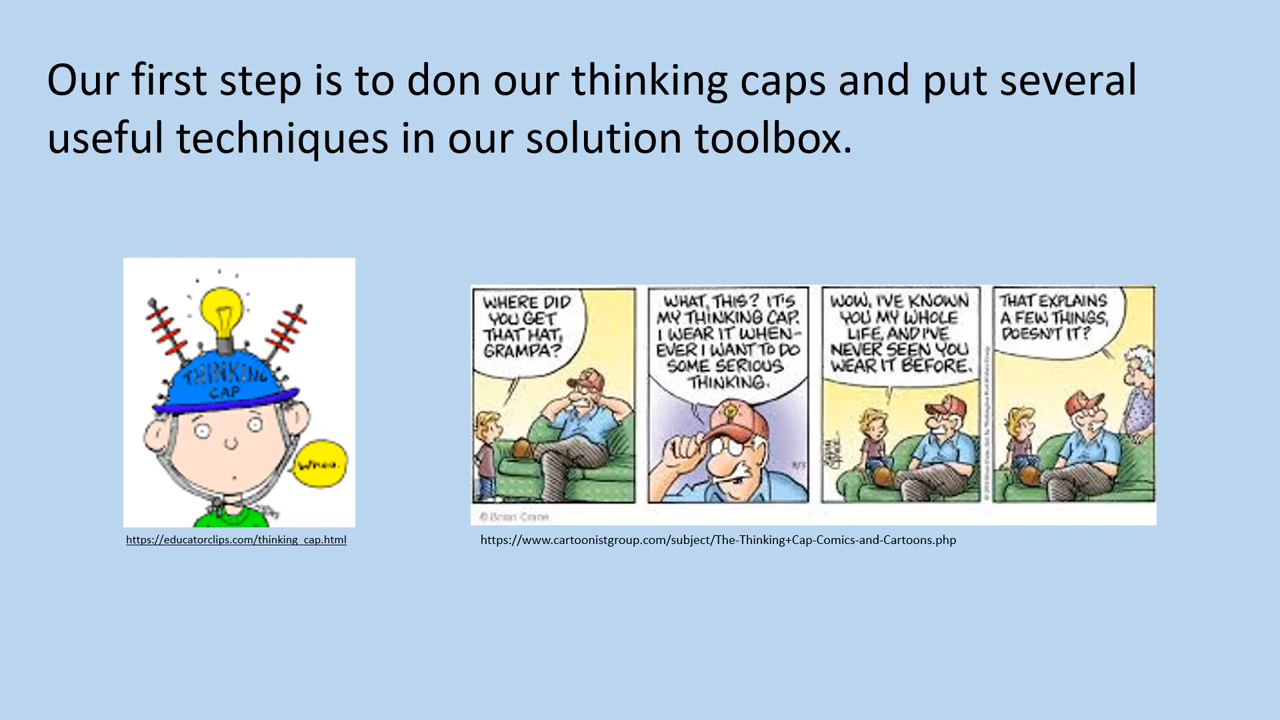 Our first step is to don our thinking caps and put several
useful techniques in our solution toolbox.
THINKING
CAP
Whoa.
https://educatorclips.com/thinking_cap.html
WHERE DID
YOU GET
THAT HAT,
GRAMPA?
WHAT, THIS? IT'S
MY THINKING CAP.
I WEAR IT WHEN-
EVER I WANT TO DO
SOME SERIOUS
THINKING.
WOW, I'VE KNOWN
YOU MY WHOLE
LIFE, AND I'VE
NEVER SEEN YOU
WEAR IT BEFORE.
THAT EXPLAINS
A FEW THINGS,
DOESN'T IT?
© Brian Crane
https://www.cartoonistgroup.com/subject/The-Thinking+Cap-Comics-and-Cartoons.php